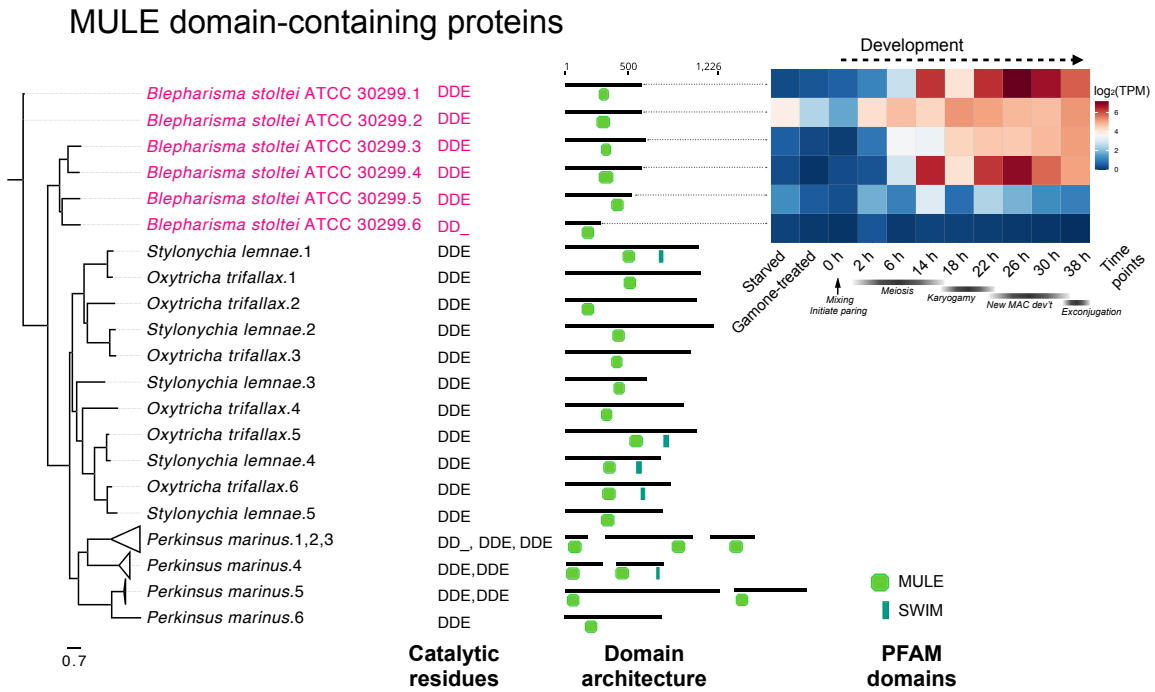 MULE domain-containing proteins
Development
1 500 1,226
log₂(TPM)
6
4
2
0
Blepharisma stoltei ATCC 30299.1 DDE
Blepharisma stoltei ATCC 30299.2 DDE
Blepharisma stoltei ATCC 30299.3 DDE
Blepharisma stoltei ATCC 30299.4 DDE
Blepharisma stoltei ATCC 30299.5 DDE
Blepharisma stoltei ATCC 30299.6 DD_
Stylonychia lemnae.1 DDE
Oxytricha trifallax.1 DDE
Oxytricha trifallax.2 DDE
Stylonychia lemnae.2 DDE
Oxytricha trifallax.3 DDE
Stylonychia lemnae.3 DDE
Oxytricha trifallax.4 DDE
Oxytricha trifallax.5 DDE
Stylonychia lemnae.4 DDE
Oxytricha trifallax.6 DDE
Stylonychia lemnae.5 DDE
Perkinsus marinus.1,2,3 DD_, DDE, DDE
Perkinsus marinus.4 DDE,DDE
Perkinsus marinus.5 DDE,DDE
Perkinsus marinus.6 DDE
Starved
Gamone-treated
0 h
2 h
6 h
14 h
18 h
22 h
26 h
30 h
38 h
Time
points
Mixing
Initiate paring
Meiosis
Karyogamy
New MAC dev't
Exconjugation
MULE
SWIM
0.7
Catalytic
residues
Domain
architecture
PFAM
domains